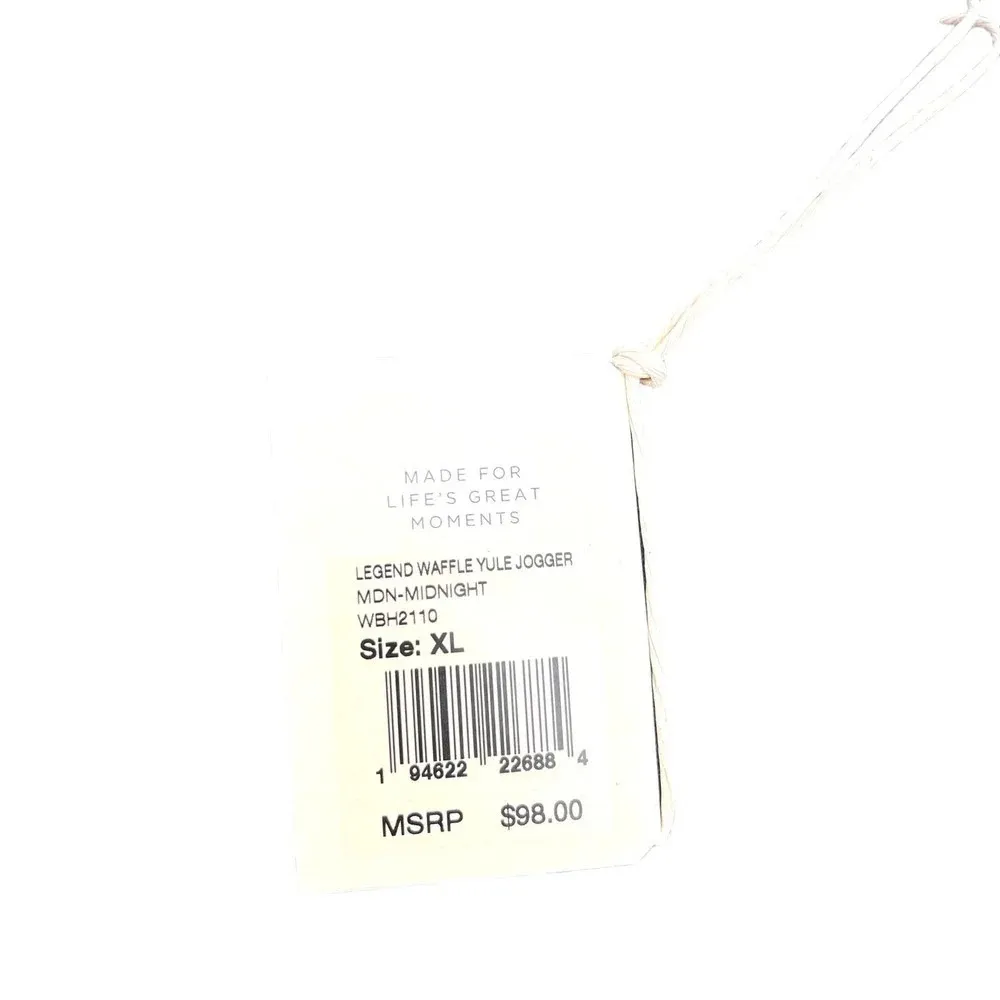 MADE FOR
LIFE'S GREAT
MOMENTS
LEGEND WAFFLE YULE JOGGER
MDN-MIDNIGHT
WBH2110
Size: XL
1 94622 22688 4
MSRP $98.00